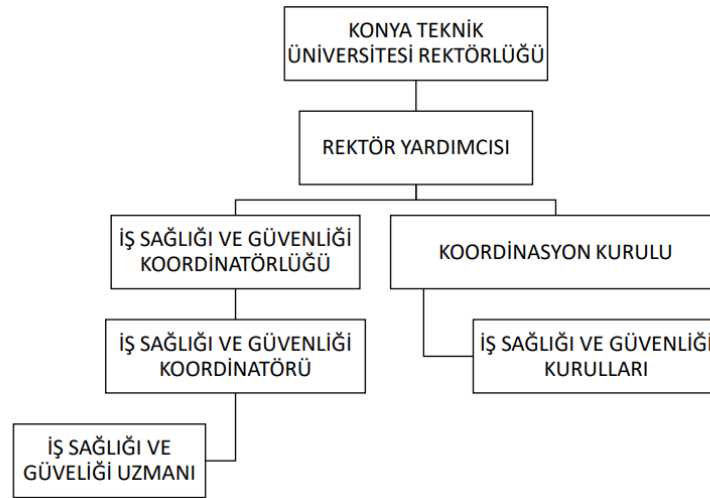 KONYA TEKNİK
ÜNİVERSİTESİ REKTÖRLÜĞÜ
REKTÖR YARDIMCISI
İŞ SAĞLIĞI VE GÜVENLİĞİ
KOORDİNATÖRLÜĞÜ
KOORDİNASYON KURULU
İŞ SAĞLIĞI VE GÜVENLİĞİ
KOORDİNATÖRÜ
İŞ SAĞLIĞI VE GÜVENLİĞİ
KURULLARI
İŞ SAĞLIĞI VE
GÜVELİĞİ UZMANI